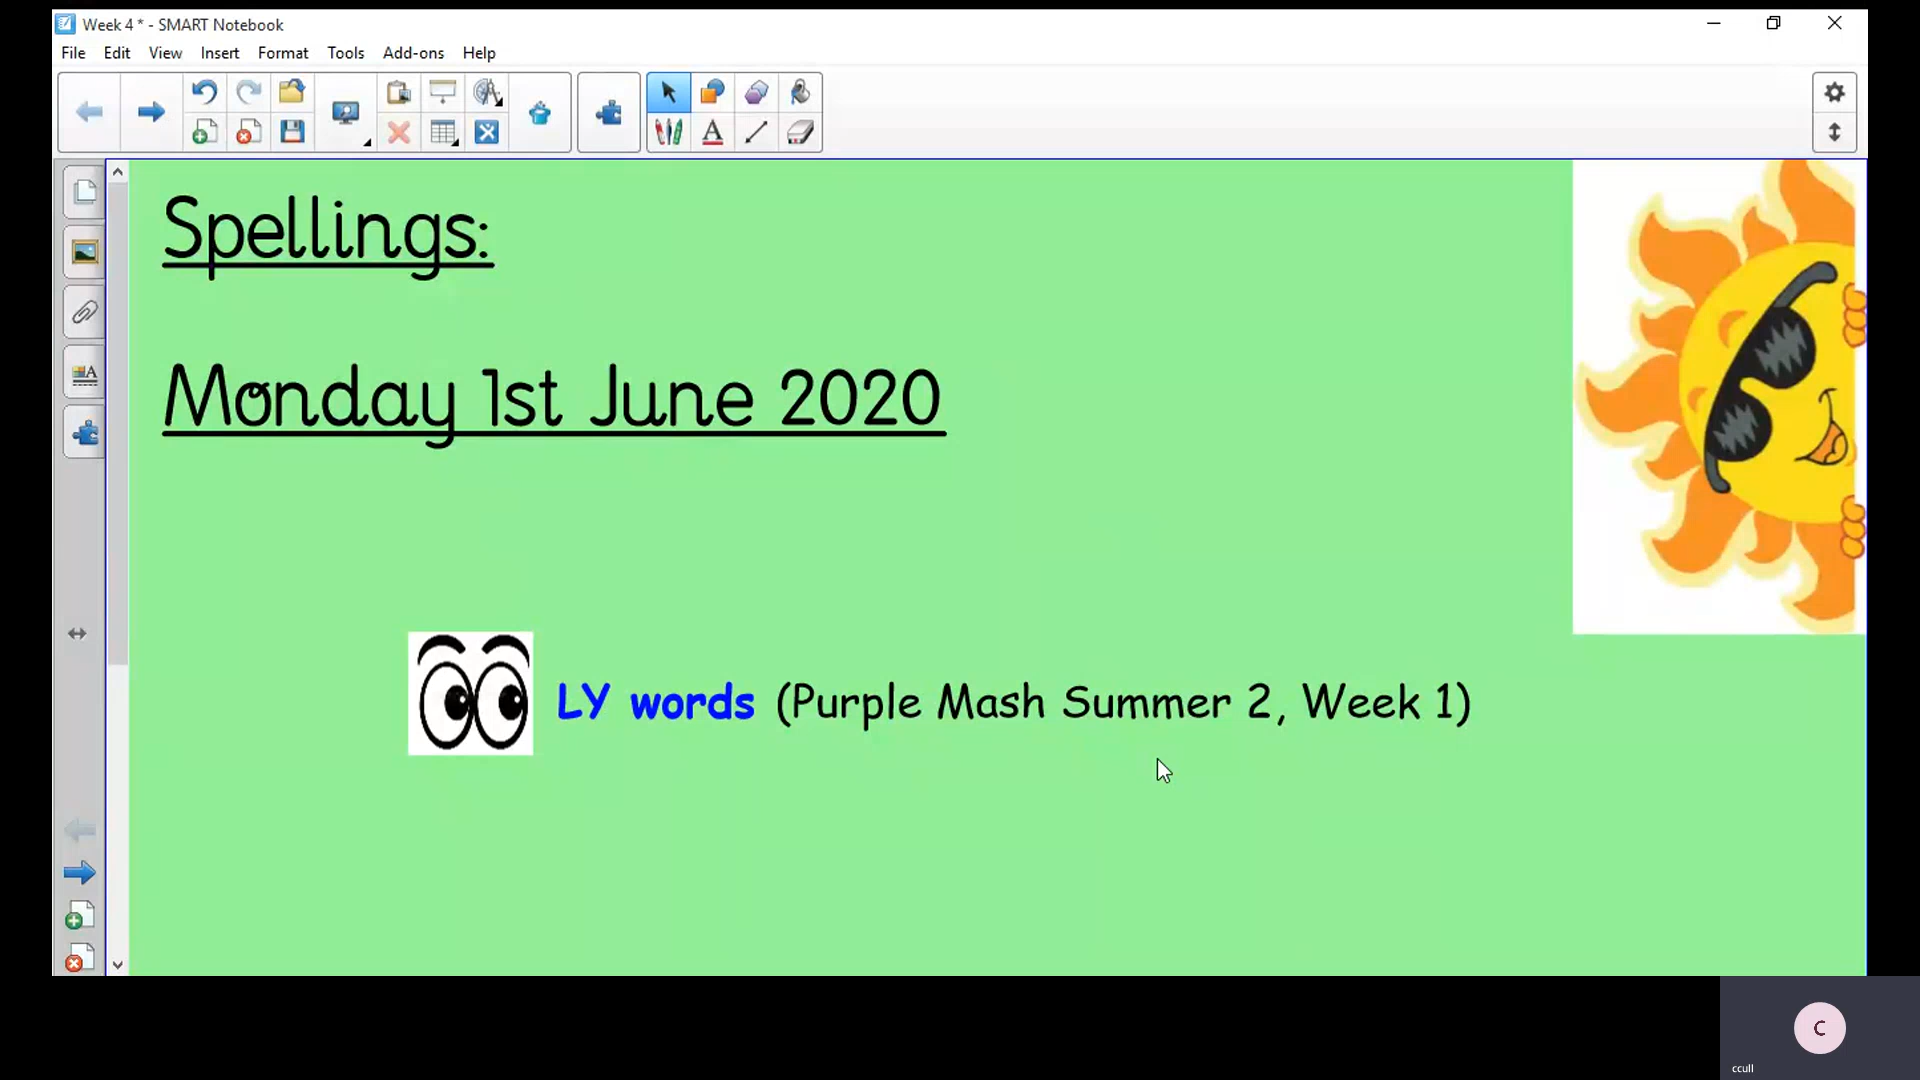 Week 4 * - SMART Notebook
File Edit View Insert Format Tools Add-ons Help
Spellings:
Monday 1st June 2020
LY words (Purple Mash Summer 2, Week 1)
C
ccull